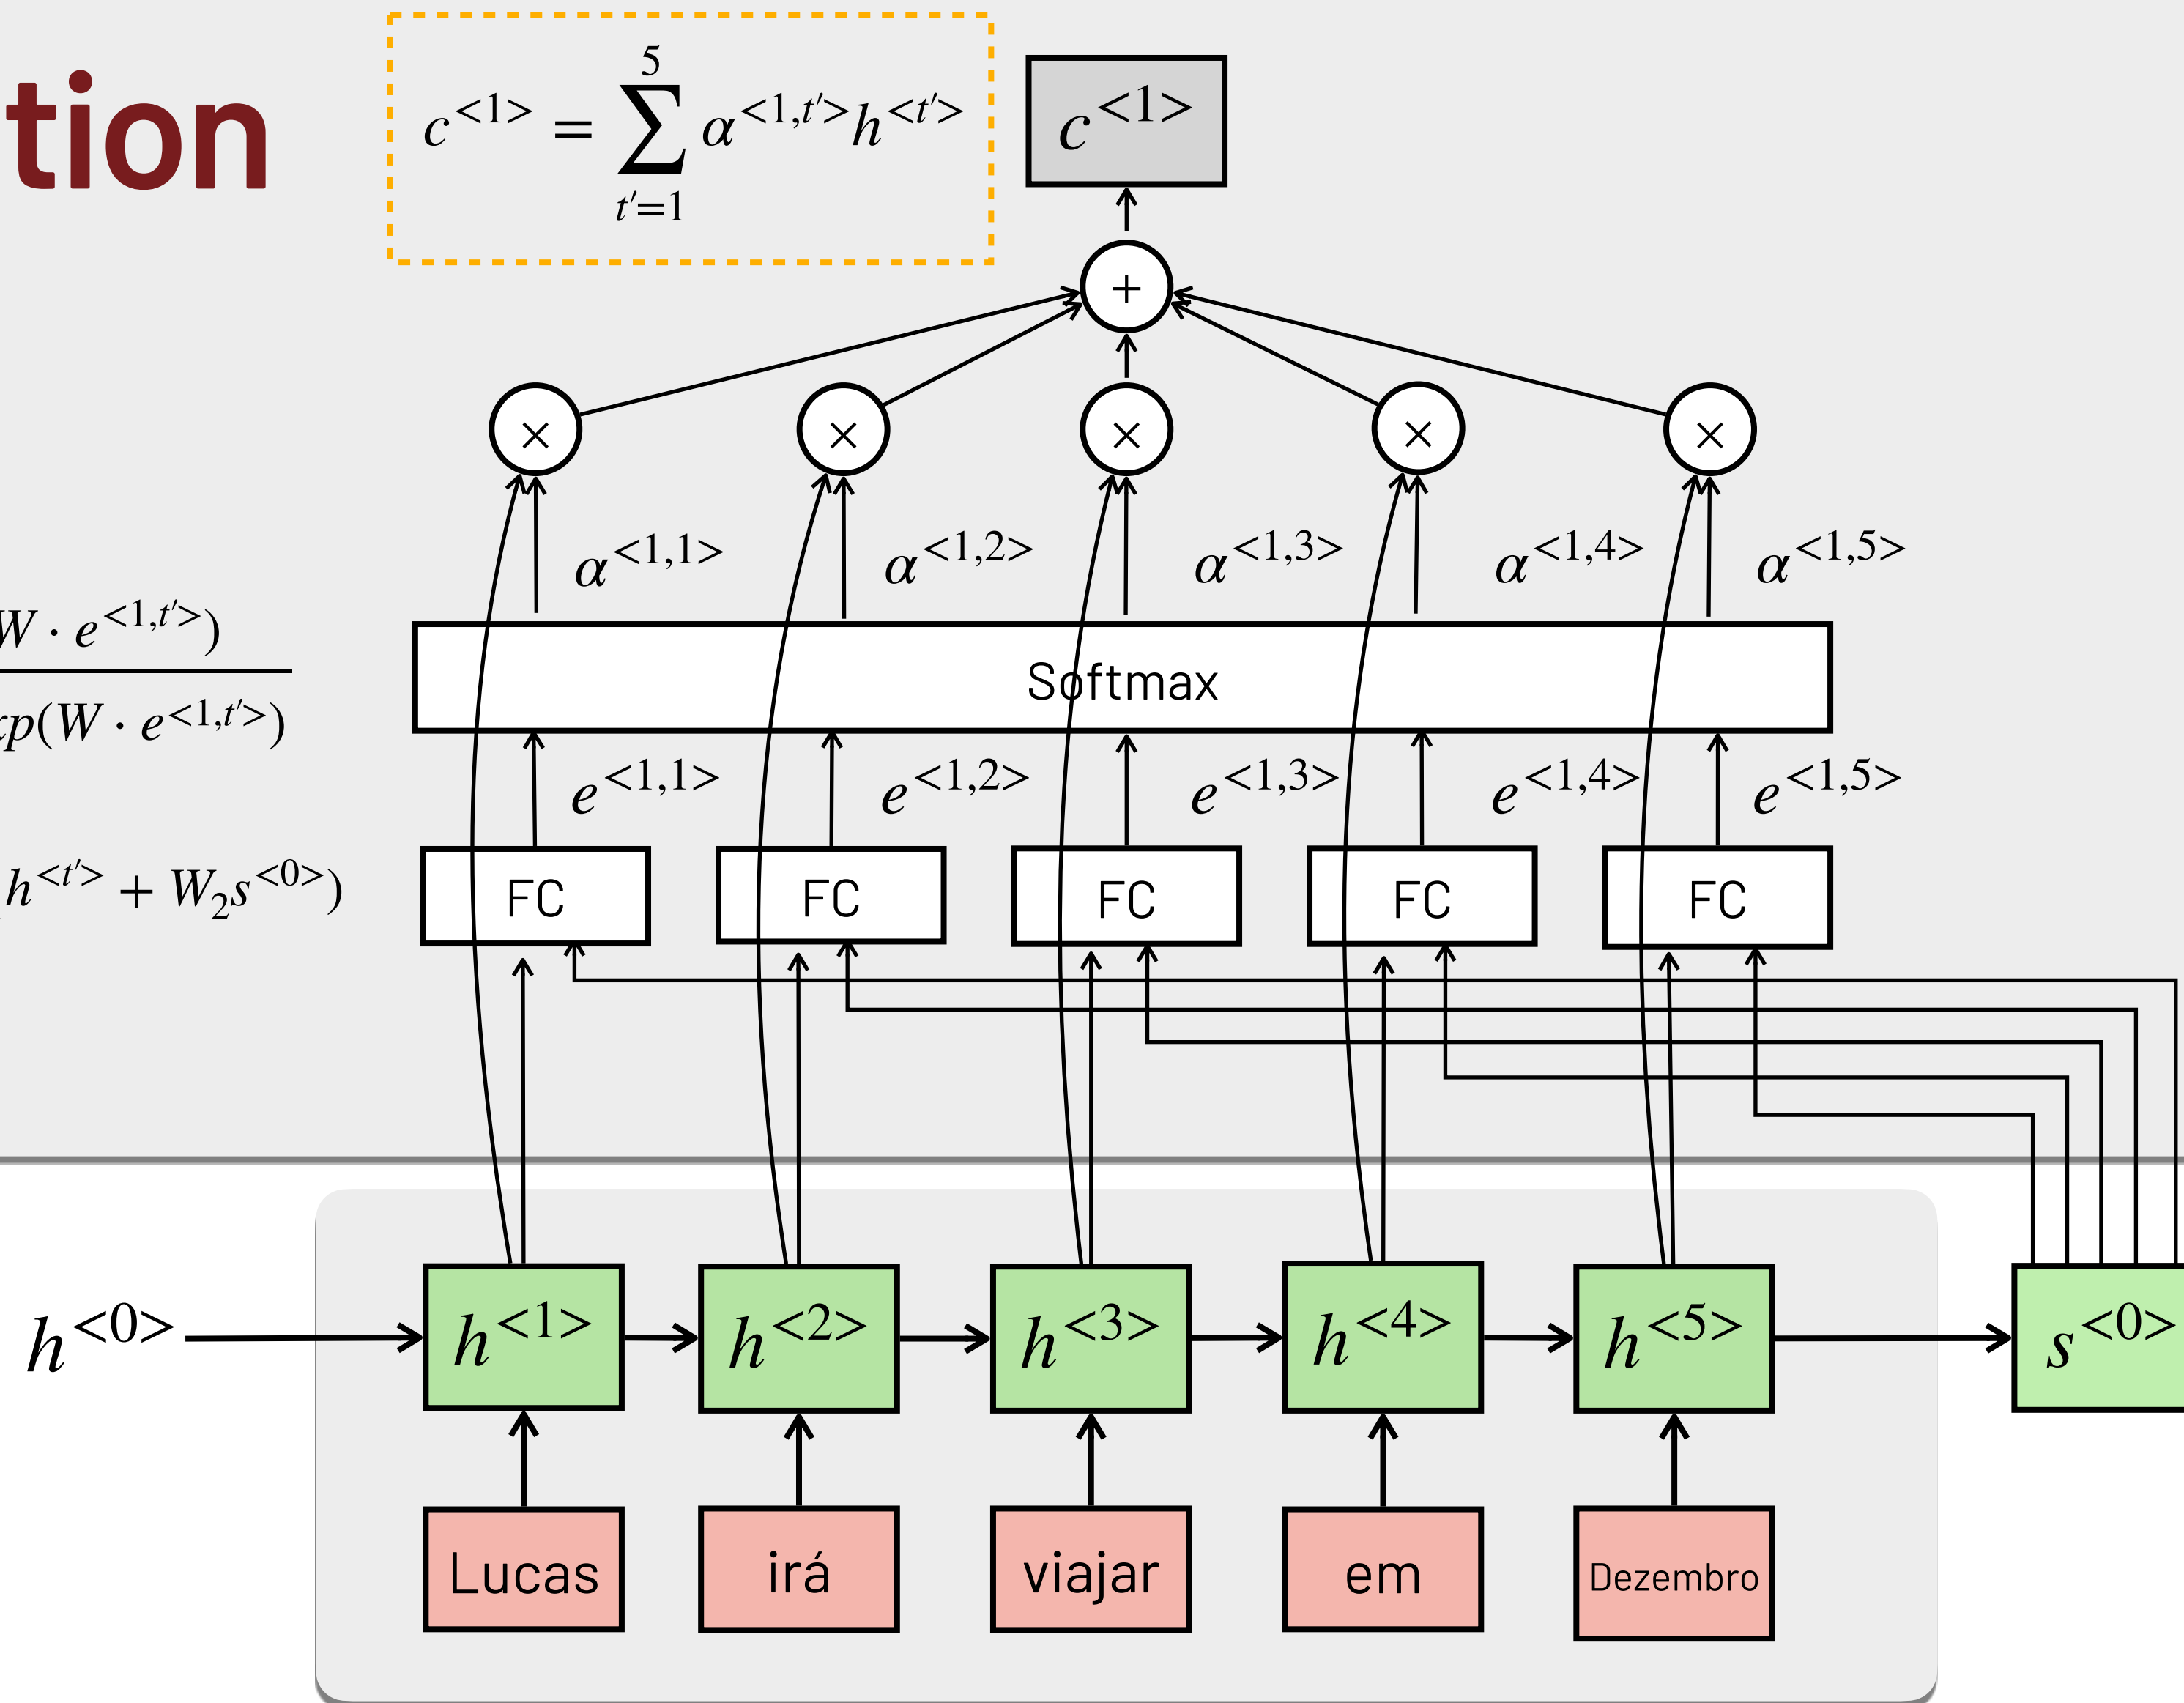 tion
c^{<1>} = \sum_{t'=1}^{5} α^{<1,t'>} h^{<t'>}
c^{<1>}
+
× × × × ×
α^{<1,1>} α^{<1,2>} α^{<1,3>} α^{<1,4>} α^{<1,5>}
W · e^{<1,t'>})
Softmax
xp(W · e^{<1,t'>})
e^{<1,1>} e^{<1,2>} e^{<1,3>} e^{<1,4>} e^{<1,5>}
h^{<t'>} + W_2 s^{<0>})
FC FC FC FC FC
h^{<0>} h^{<1>} h^{<2>} h^{<3>} h^{<4>} h^{<5>} s^{<0>}
Lucas irá viajar em Dezembro